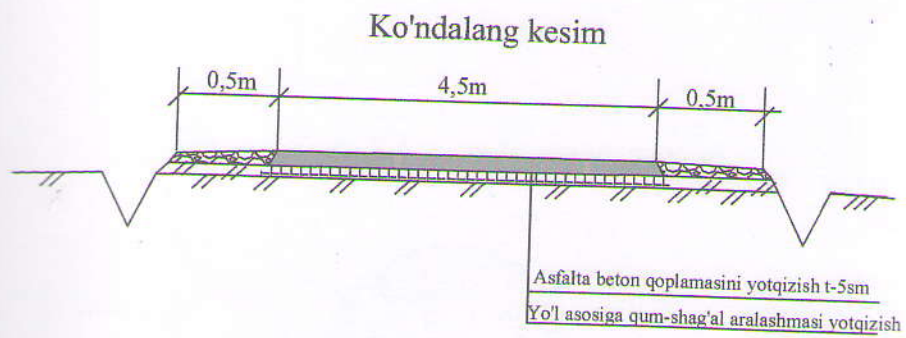 Ko'ndalang kesim
0,5m 4,5m 0,5m
Asfalta beton qoplamasini yotqizish t-5sm
Yo'l asosiga qum-shag'al aralashmasi yotqizish